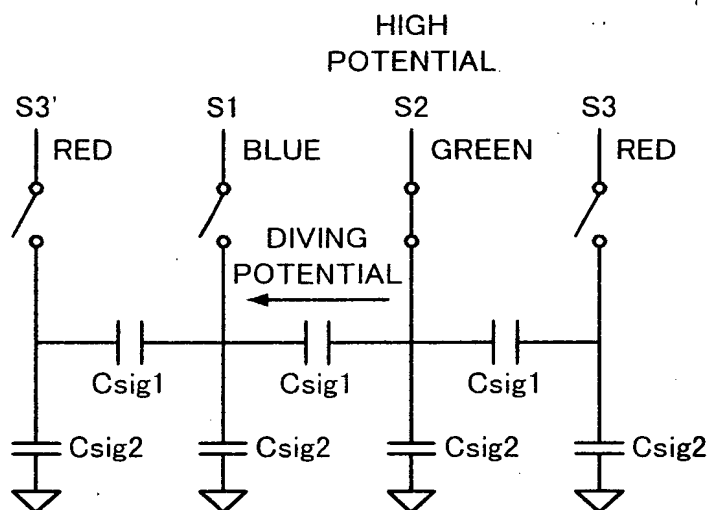 HIGH
POTENTIAL
S3' S1 S2 S3
RED BLUE GREEN RED
DIVING
POTENTIAL
Csig1 Csig1 Csig1
Csig2 Csig2 Csig2 Csig2